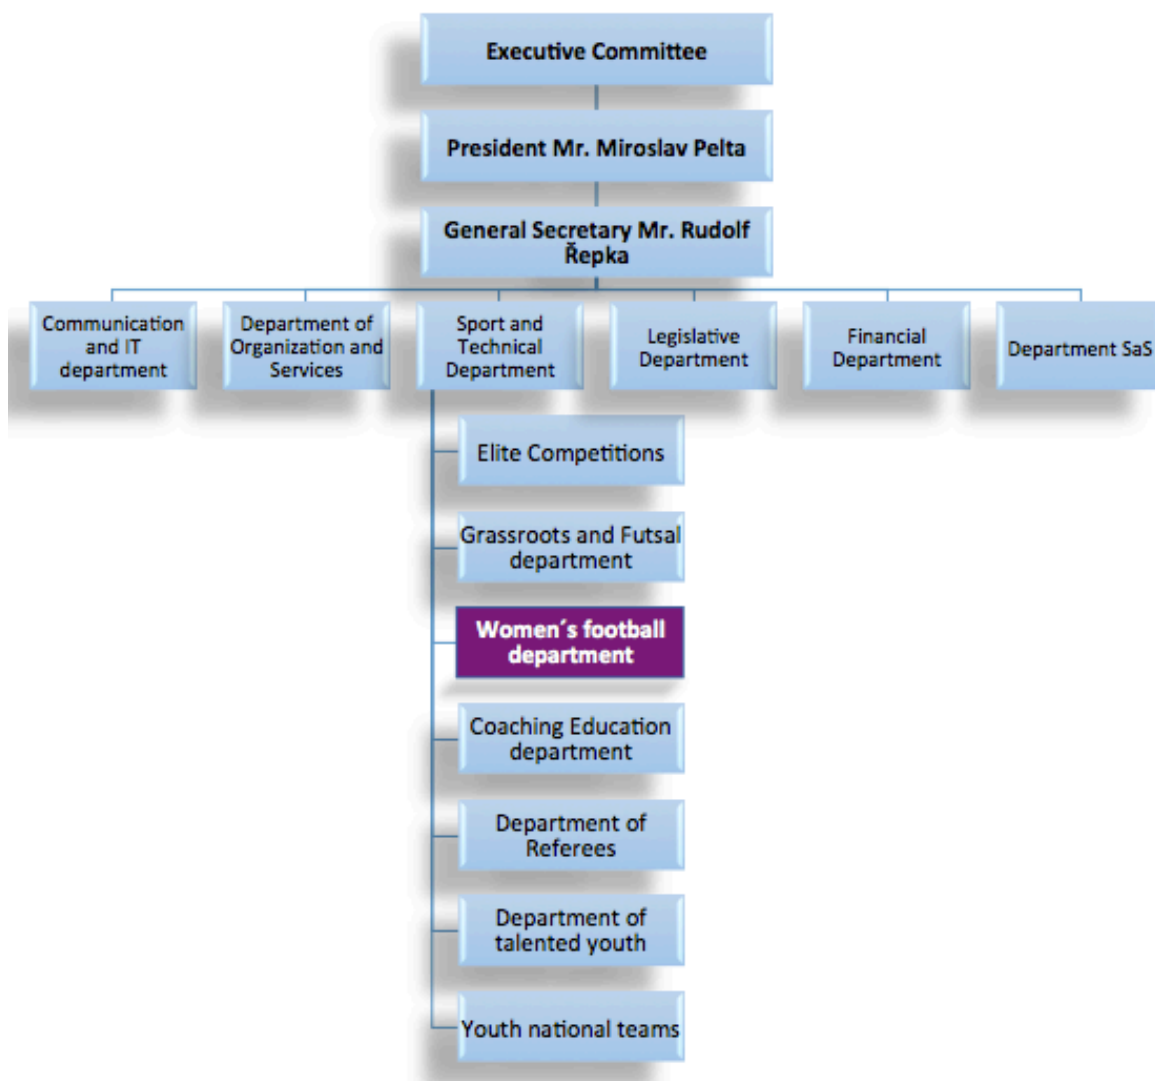 Executive Committee
President Mr. Miroslav Pelta
General Secretary Mr. Rudolf
Řepka
Communication
and IT
department
Department of
Organization and
Services
Sport and
Technical
Department
Legislative
Department
Financial
Department
Department SaS
Elite Competitions
Grassroots and Futsal
department
Women´s football
department
Coaching Education
department
Department of
Referees
Department of
talented youth
Youth national teams